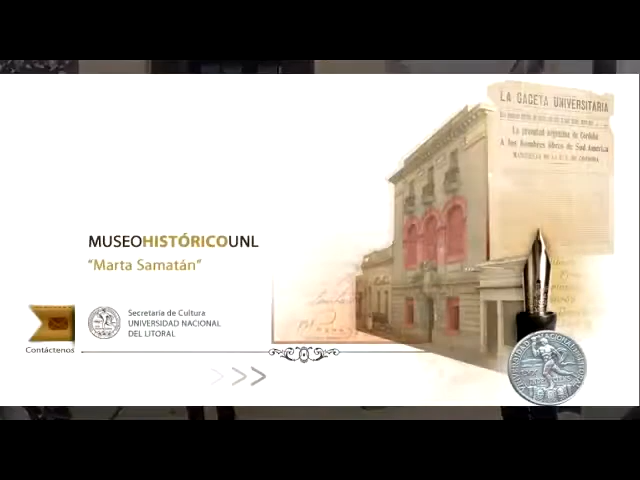 LA GACETA UNIVERSITARIA
La juventud argentina de Córdoba
A los hombres libres de Sud América
MANIFIESTO DE LA F. U. DE CORDOBA
MUSEOHISTÓRICOUNL
“Marta Samatán”
Secretaría de Cultura
UNIVERSIDAD NACIONAL
DEL LITORAL
Contáctenos